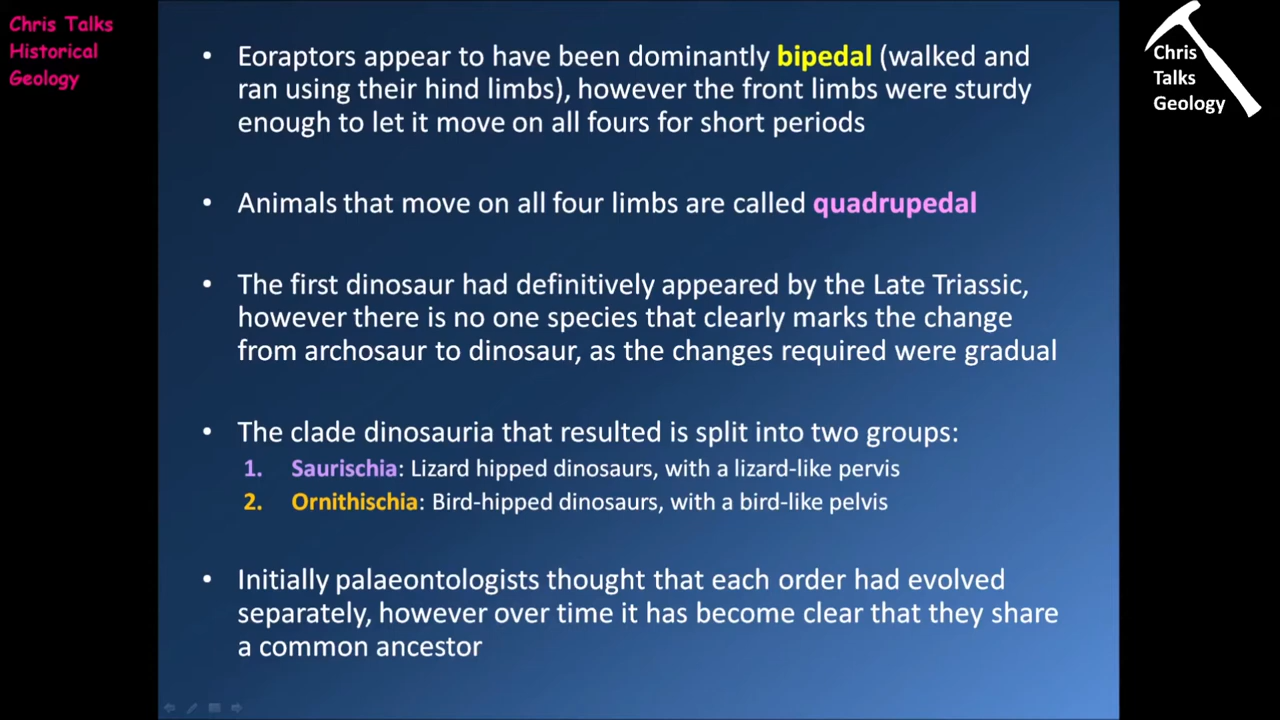 Chris Talks
Historical
Geology
Chris
Talks
Geology
• Eoraptors appear to have been dominantly bipedal (walked and
ran using their hind limbs), however the front limbs were sturdy
enough to let it move on all fours for short periods
• Animals that move on all four limbs are called quadrupedal
• The first dinosaur had definitively appeared by the Late Triassic,
however there is no one species that clearly marks the change
from archosaur to dinosaur, as the changes required were gradual
• The clade dinosauria that resulted is split into two groups:
1. Saurischia: Lizard hipped dinosaurs, with a lizard-like pervis
2. Ornithischia: Bird-hipped dinosaurs, with a bird-like pelvis
• Initially palaeontologists thought that each order had evolved
separately, however over time it has become clear that they share
a common ancestor